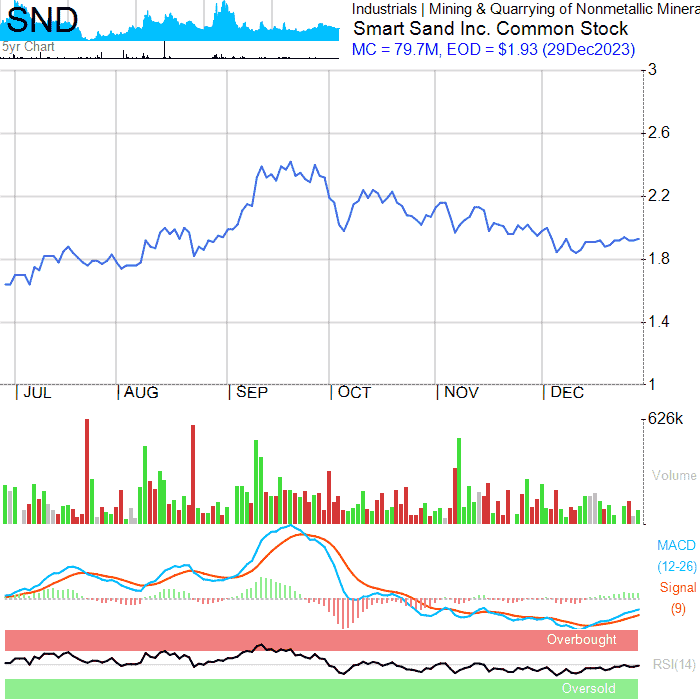 SND
5yr Chart
Industrials | Mining & Quarrying of Nonmetallic Minera
Smart Sand Inc. Common Stock
MC = 79.7M, EOD = $1.93 (29Dec2023)
3
2.6
2.2
1.8
1.4
1
JUL AUG SEP OCT NOV DEC
626k
Volume
MACD
(12-26)
Signal
(9)
Overbought
RSI(14)
Oversold